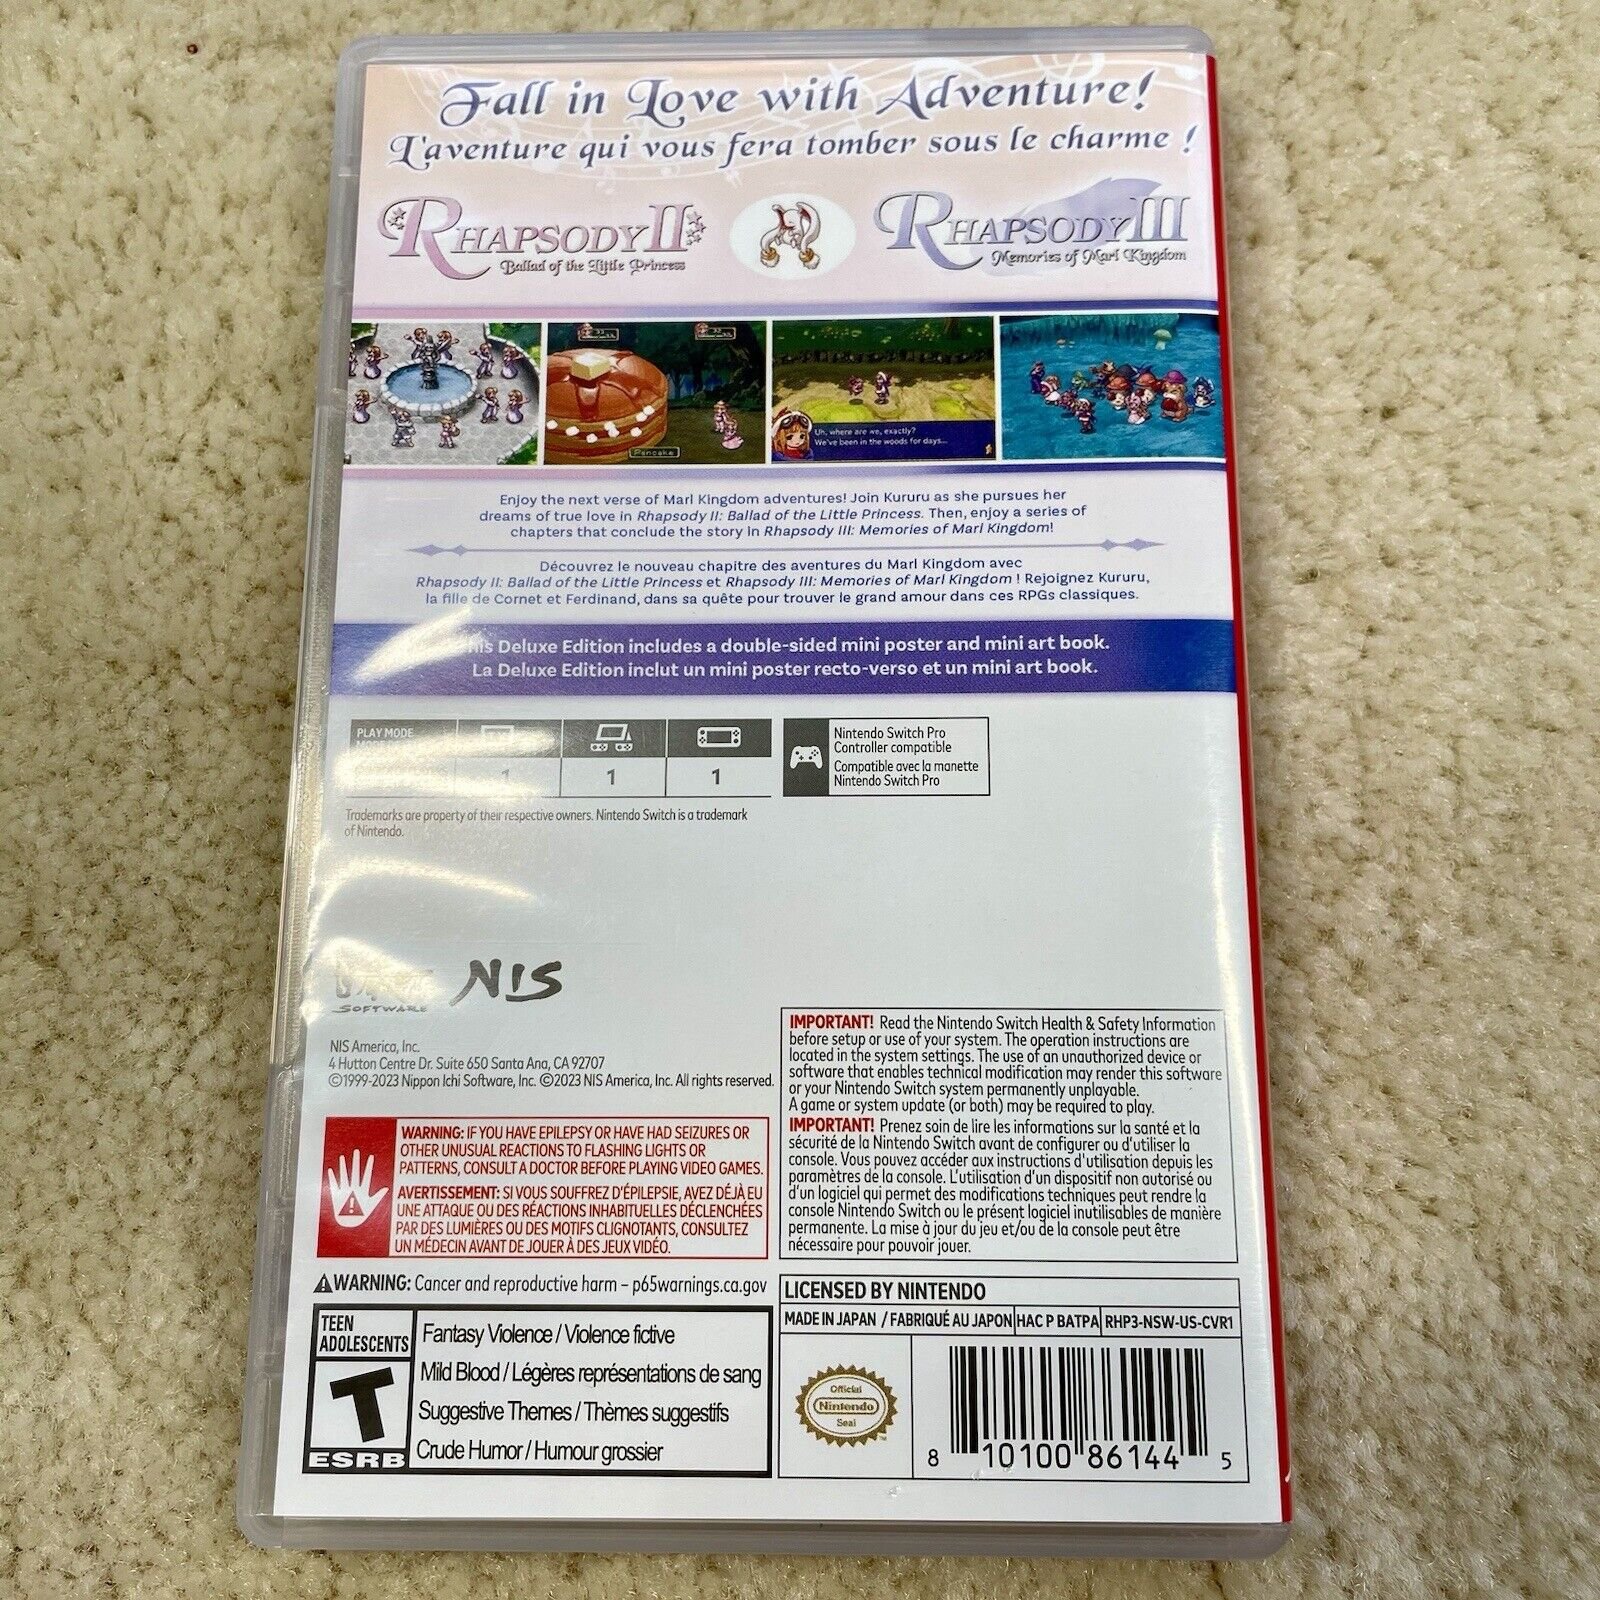 Fall in Love with Adventure!
L'aventure qui vous fera tomber sous le charme !
RHAPSODY II
Ballad of the Little Princess
RHAPSODY III
Memories of Marl Kingdom
Pancake
Uh, where are we, exactly?
We've been in the woods for days...
Enjoy the next verse of Marl Kingdom adventures! Join Kururu as she pursues her
dreams of true love in Rhapsody II: Ballad of the Little Princess. Then, enjoy a series of
chapters that conclude the story in Rhapsody III: Memories of Marl Kingdom!
Découvrez le nouveau chapitre des aventures du Marl Kingdom avec
Rhapsody II: Ballad of the Little Princess et Rhapsody III: Memories of Marl Kingdom ! Rejoignez Kururu,
la fille de Cornet et Ferdinand, dans sa quête pour trouver le grand amour dans ces RPGs classiques.
This Deluxe Edition includes a double-sided mini poster and mini art book.
La Deluxe Edition inclut un mini poster recto-verso et un mini art book.
PLAY MODE
1 1 1
Nintendo Switch Pro
Controller compatible
Compatible avec la manette
Nintendo Switch Pro
Trademarks are property of their respective owners. Nintendo Switch is a trademark
of Nintendo.
SOFTWARE
NIS
NIS America, Inc.
4 Hutton Centre Dr. Suite 650 Santa Ana, CA 92707
©1999-2023 Nippon Ichi Software, Inc. ©2023 NIS America, Inc. All rights reserved.
WARNING: IF YOU HAVE EPILEPSY OR HAVE HAD SEIZURES OR
OTHER UNUSUAL REACTIONS TO FLASHING LIGHTS OR
PATTERNS, CONSULT A DOCTOR BEFORE PLAYING VIDEO GAMES.
AVERTISSEMENT: SI VOUS SOUFFREZ D'ÉPILEPSIE, AVEZ DÉJÀ EU
UNE ATTAQUE OU DES RÉACTIONS INHABITUELLES DÉCLENCHÉES
PAR DES LUMIÈRES OU DES MOTIFS CLIGNOTANTS, CONSULTEZ
UN MÉDECIN AVANT DE JOUER À DES JEUX VIDÉO.
WARNING: Cancer and reproductive harm – p65warnings.ca.gov
TEEN
ADOLESCENTS
T
ESRB
Fantasy Violence / Violence fictive
Mild Blood / Légères représentations de sang
Suggestive Themes / Thèmes suggestifs
Crude Humor / Humour grossier
IMPORTANT! Read the Nintendo Switch Health & Safety Information
before setup or use of your system. The operation instructions are
located in the system settings. The use of an unauthorized device or
software that enables technical modification may render this software
or your Nintendo Switch system permanently unplayable.
A game or system update (or both) may be required to play.
IMPORTANT! Prenez soin de lire les informations sur la santé et la
sécurité de la Nintendo Switch avant de configurer ou d'utiliser la
console. Vous pouvez accéder aux instructions d'utilisation depuis les
paramètres de la console. L'utilisation d'un dispositif non autorisé ou
d'un logiciel qui permet des modifications techniques peut rendre la
console Nintendo Switch ou le présent logiciel inutilisables de manière
permanente. La mise à jour du jeu et/ou de la console peut être
nécessaire pour pouvoir jouer.
LICENSED BY NINTENDO
MADE IN JAPAN / FABRIQUÉ AU JAPON HAC P BATPA RHP3-NSW-US-CVR1
Official
Nintendo
Seal
8 10100 86144 5